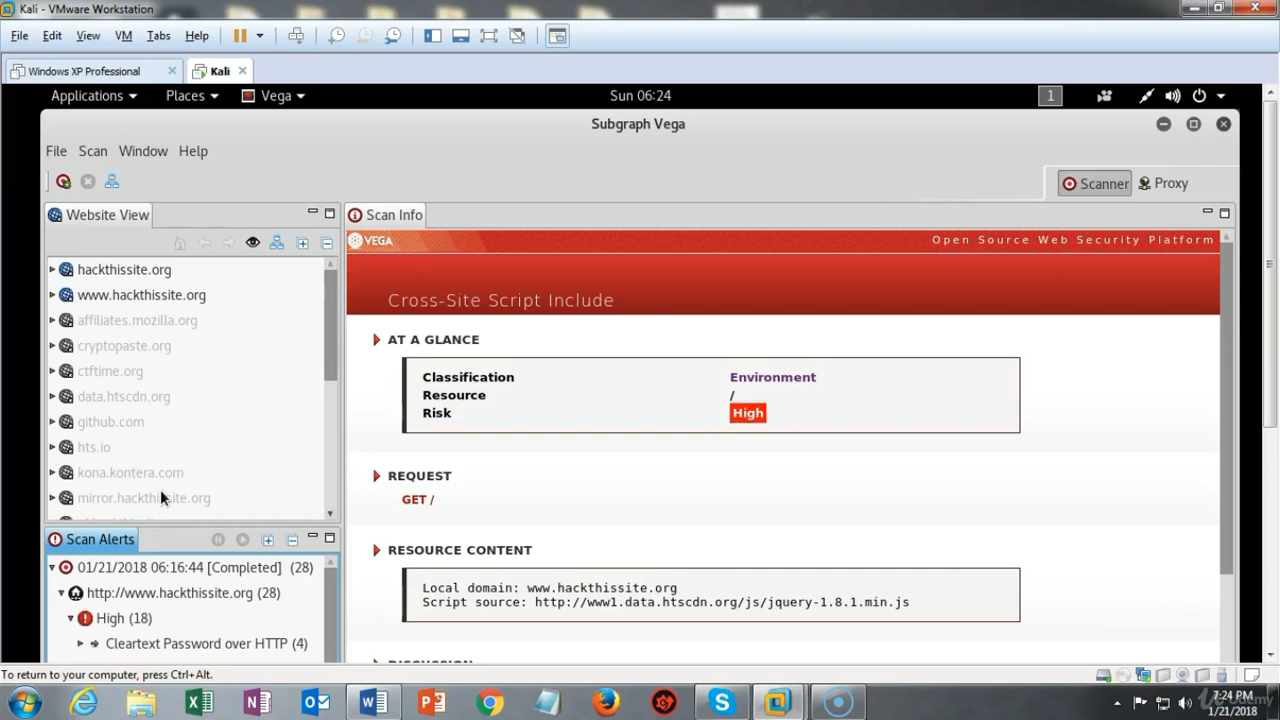 Kali - VMware Workstation
File Edit View VM Tabs Help
Windows XP Professional Kali
Applications Places Vega Sun 06:24 1
Subgraph Vega
File Scan Window Help
Scanner Proxy
Website View
hackthissite.org
www.hackthissite.org
affiliates.mozilla.org
cryptopaste.org
ctftime.org
data.htscdn.org
github.com
hts.io
kona.kontera.com
mirror.hackthissite.org
Scan Alerts
01/21/2018 06:16:44 [Completed] (28)
http://www.hackthissite.org (28)
High (18)
Cleartext Password over HTTP (4)
Scan Info
VEGA Open Source Web Security Platform
Cross-Site Script Include
AT A GLANCE
Classification Environment
Resource /
Risk High
REQUEST
GET /
RESOURCE CONTENT
Local domain: www.hackthissite.org
Script source: http://www1.data.htscdn.org/js/jquery-1.8.1.min.js
DISCUSSION
To return to your computer, press Ctrl+Alt.
7:24 PM
1/21/2018
Udemy